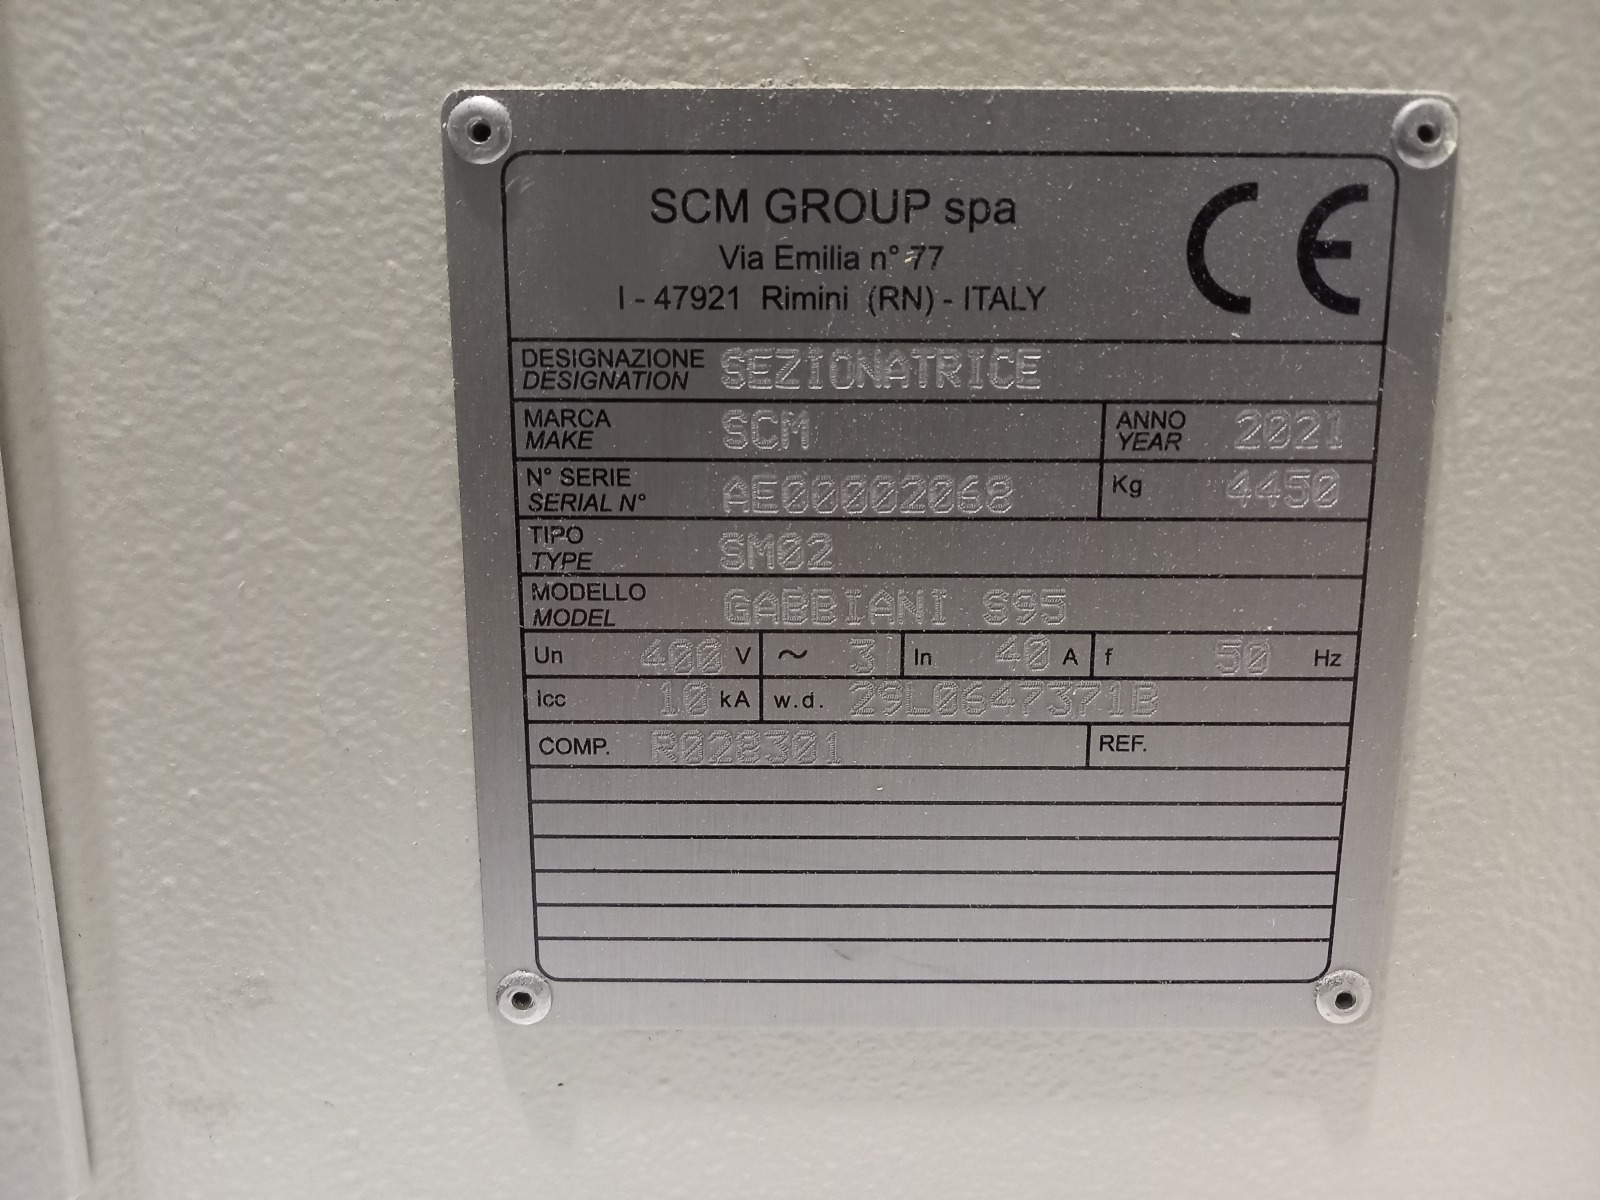 SCM GROUP spa
Via Emilia n° 77
I - 47921 Rimini (RN) - ITALY
CE
DESIGNAZIONE
DESIGNATION SEZIONATRICE
MARCA
MAKE SCM
ANNO
YEAR 2021
N° SERIE
SERIAL N° AE00002068
Kg 4450
TIPO
TYPE SM02
MODELLO
MODEL GABBIANI S95
Un 400 V ~ 3 In 40 A f 50 Hz
Icc 10 kA w.d. 29L0647371B
COMP. R028301 REF.